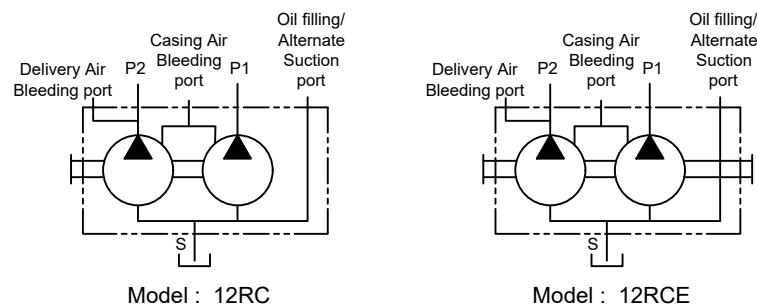 Delivery Air
Bleeding port
P2
Casing Air
Bleeding
port
P1
Oil filling/
Alternate
Suction
port
S
Model : 12RC
Delivery Air
Bleeding port
P2
Casing Air
Bleeding
port
P1
Oil filling/
Alternate
Suction
port
S
Model : 12RCE